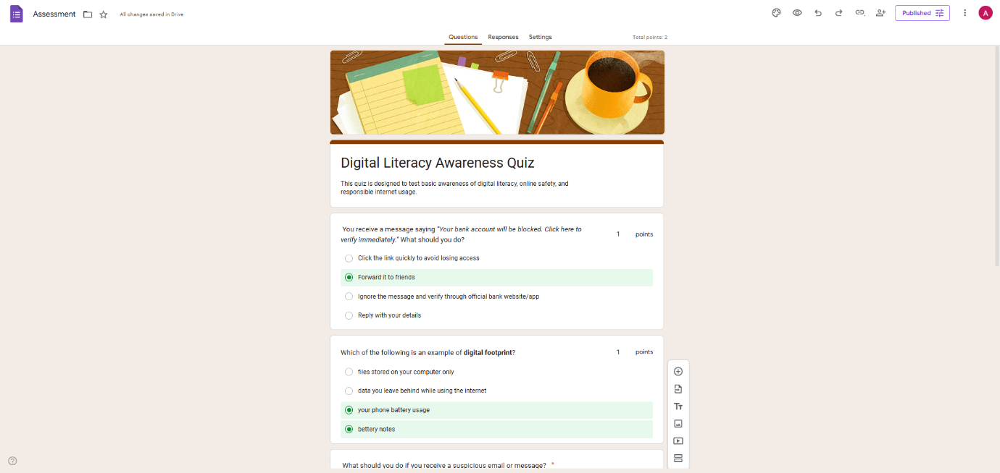 Assessment
All changes saved in Drive
Published
A
Questions
Responses
Settings
Total points: 2
Digital Literacy Awareness Quiz
This quiz is designed to test basic awareness of digital literacy, online safety, and
responsible internet usage.
You receive a message saying "Your bank account will be blocked. Click here to
verify immediately." What should you do?
1 points
Click the link quickly to avoid losing access
Forward it to friends
Ignore the message and verify through official bank website/app
Reply with your details
Which of the following is an example of digital footprint?
1 points
files stored on your computer only
data you leave behind while using the internet
your phone battary usage
bettery notes
What should you do if you receive a suspicious email or message? *